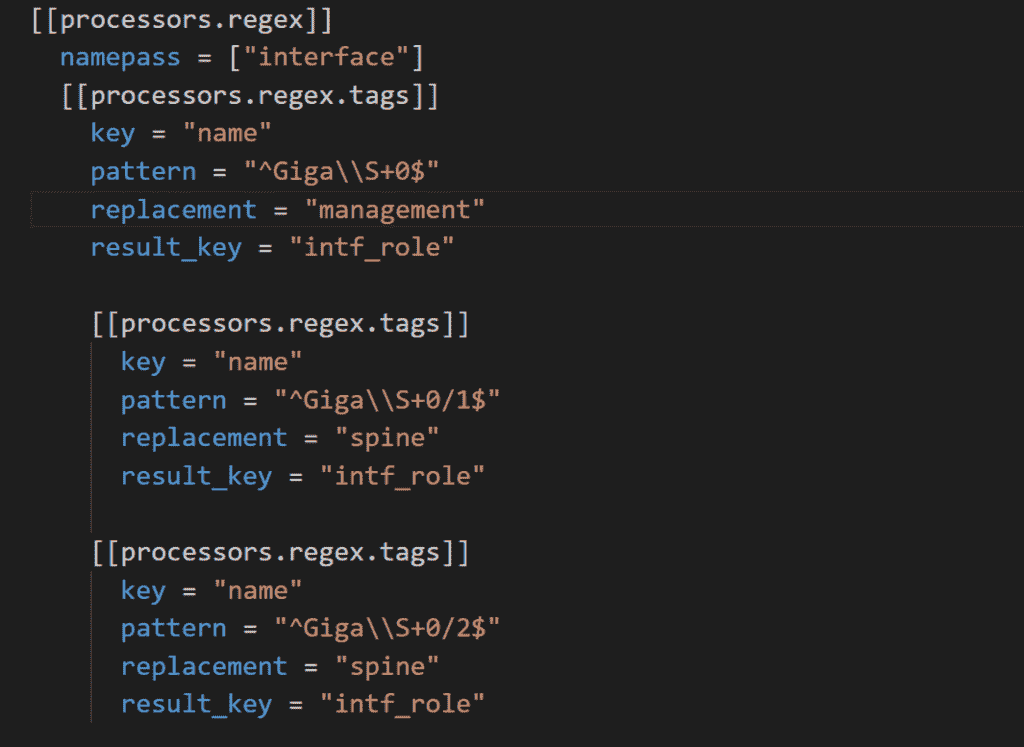 [[processors.regex]]
namepass = ["interface"]
[[processors.regex.tags]]
key = "name"
pattern = "^Giga\\S+0$"
replacement = "management"
result_key = "intf_role"
[[processors.regex.tags]]
key = "name"
pattern = "^Giga\\S+0/1$"
replacement = "spine"
result_key = "intf_role"
[[processors.regex.tags]]
key = "name"
pattern = "^Giga\\S+0/2$"
replacement = "spine"
result_key = "intf_role"